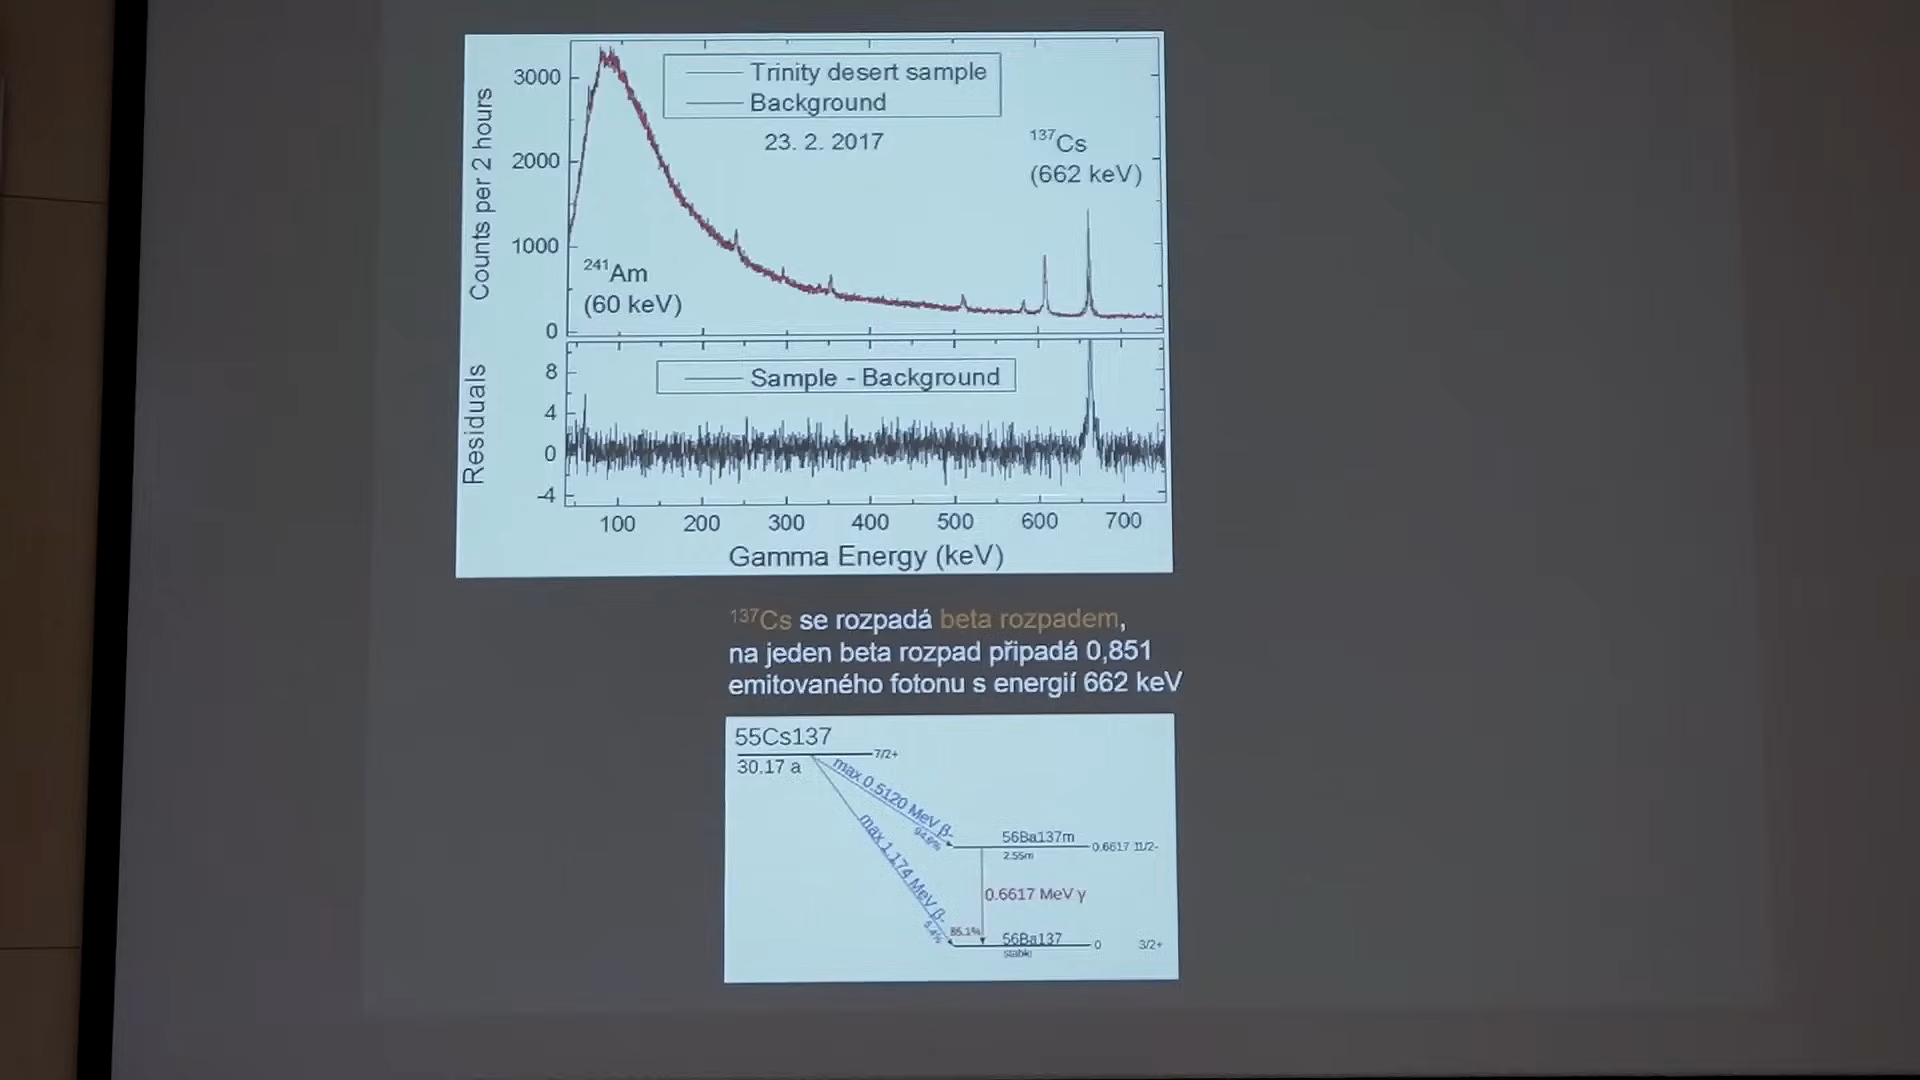 Trinity desert sample
Background
23. 2. 2017
137Cs
(662 keV)
241Am
(60 keV)
Counts per 2 hours
3000
2000
1000
0
Sample - Background
Residuals
8
4
0
-4
100 200 300 400 500 600 700
Gamma Energy (keV)
137Cs se rozpadá beta rozpadem,
na jeden beta rozpad připadá 0,851
emitovaného fotonu s energií 662 keV
55Cs137
7/2+
30.17 a
max 0.5120 MeV β-
94.6%
max 1.174 MeV β-
5.4%
56Ba137m
2.55m
0.6617 11/2-
0.6617 MeV γ
85.1%
56Ba137
0 3/2+